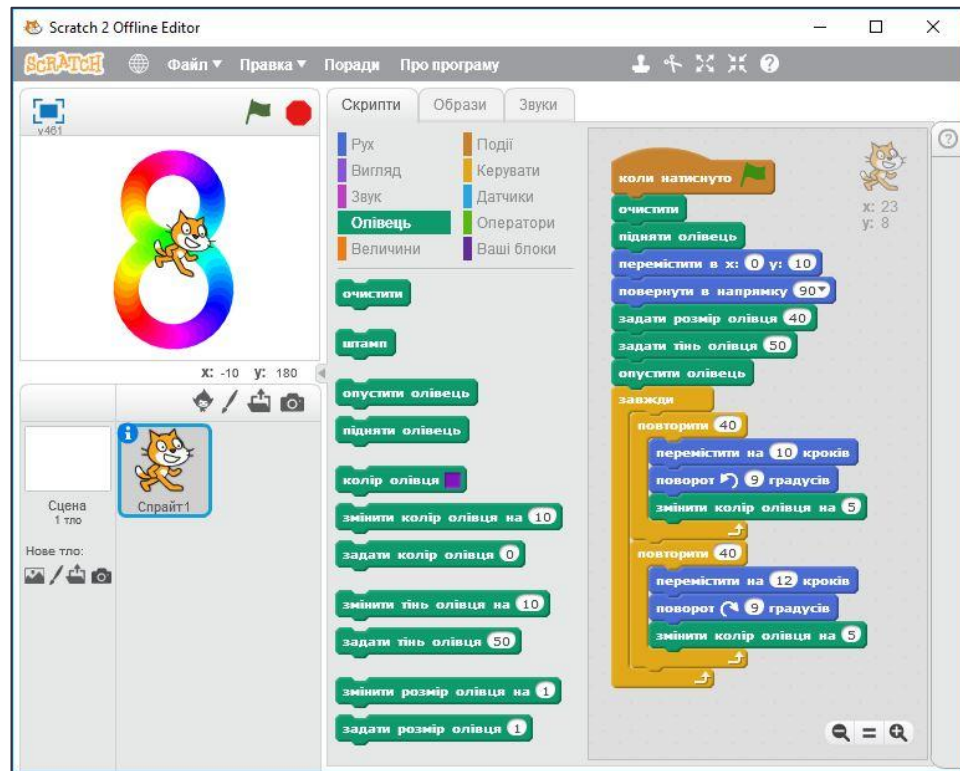 Scratch 2 Offline Editor
SCRATCH Файл Правка Поради Про програму
v461
x: -10 y: 180
Сцена
1 тло
Спрайт1
Нове тло:
Скрипти Образи Звуки
Рух Події
Вигляд Керувати
Звук Датчики
Олівець Оператори
Величини Ваші блоки
очистити
штамп
опустити олівець
підняти олівець
колір олівця
змінити колір олівця на 10
задати колір олівця 0
змінити тінь олівця на 10
задати тінь олівця 50
змінити розмір олівця на 1
задати розмір олівця 1
x: 23
y: 8
коли натиснуто
очистити
підняти олівець
перемістити в x: 0 y: 10
повернути в напрямку 90
задати розмір олівця 40
задати тінь олівця 50
опустити олівець
завжди
повторити 40
перемістити на 10 кроків
поворот 9 градусів
змінити колір олівця на 5
повторити 40
перемістити на 12 кроків
поворот 9 градусів
змінити колір олівця на 5